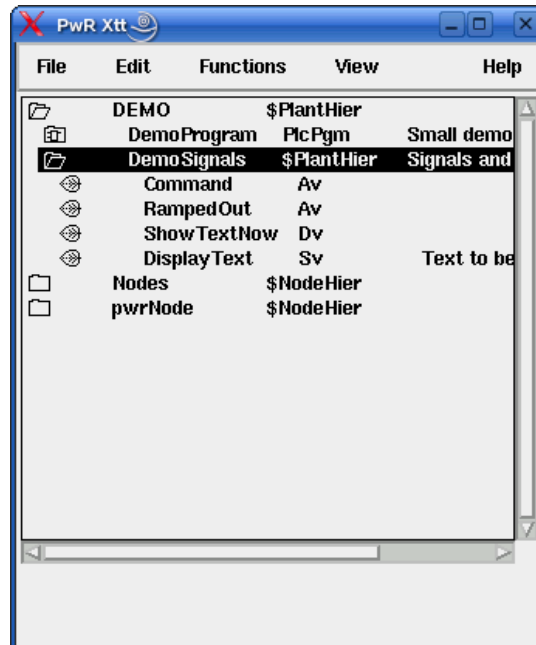 PwR Xtt
File Edit Functions View Help
DEMO $PlantHier
DemoProgram PlcPgm Small demo
DemoSignals $PlantHier Signals and
Command Av
RampedOut Av
ShowTextNow Dv
DisplayText Sv Text to be
Nodes $NodeHier
pwrNode $NodeHier